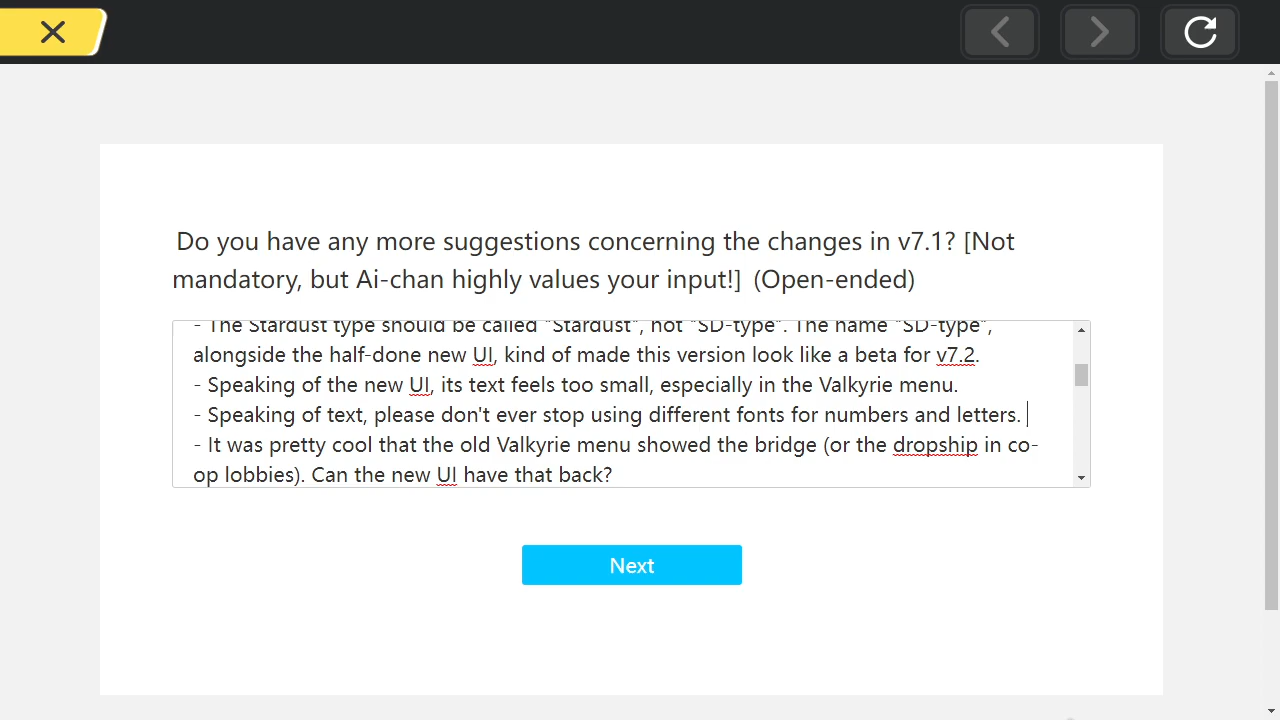 Do you have any more suggestions concerning the changes in v7.1? [Not
mandatory, but Ai-chan highly values your input!] (Open-ended)
- The Stardust type should be called "Stardust", not "SD-type". The name "SD-type",
alongside the half-done new UI, kind of made this version look like a beta for v7.2.
- Speaking of the new UI, its text feels too small, especially in the Valkyrie menu.
- Speaking of text, please don't ever stop using different fonts for numbers and letters.
- It was pretty cool that the old Valkyrie menu showed the bridge (or the dropship in co-
op lobbies). Can the new UI have that back?
Next